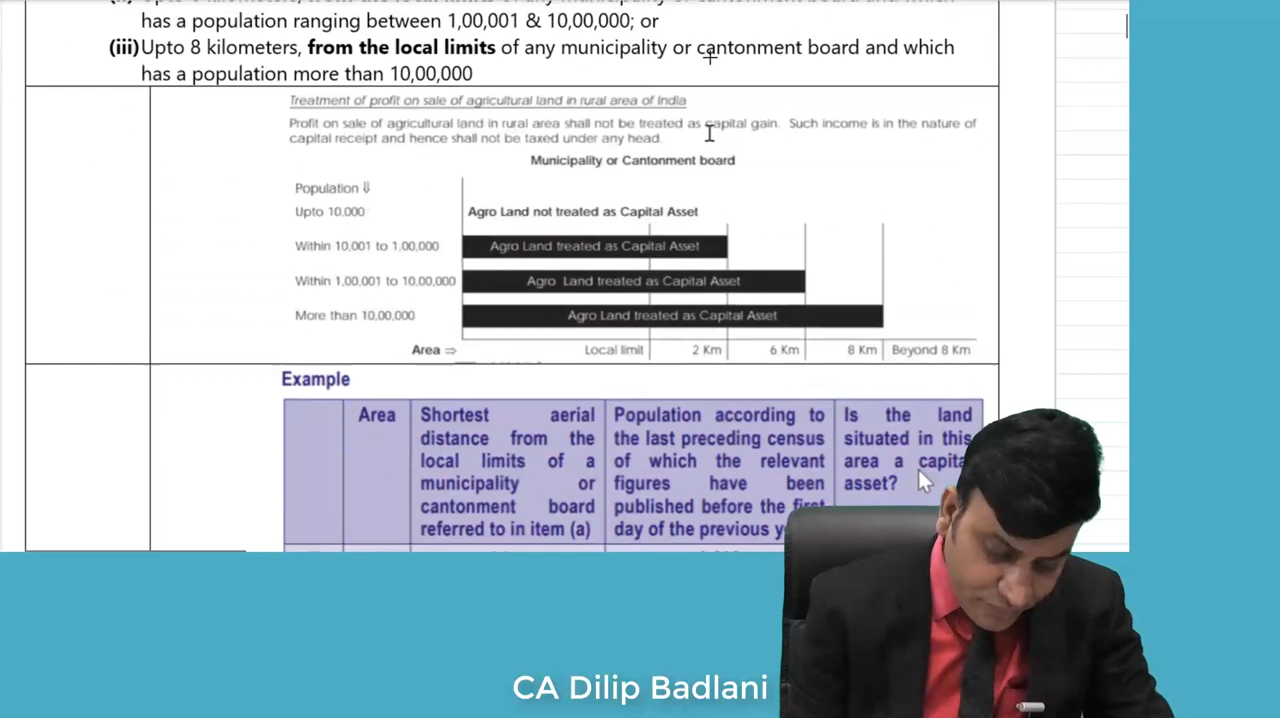 has a population ranging between 1,00,001 & 10,00,000; or
(iii) Upto 8 kilometers, from the local limits of any municipality or cantonment board and which
has a population more than 10,00,000
Treatment of profit on sale of agricultural land in rural area of India
Profit on sale of agricultural land in rural area shall not be treated as capital gain. Such income is in the nature of
capital receipt and hence shall not be taxed under any head.
Municipality or Cantonment board
Population ⇓
Upto 10,000 Agro Land not treated as Capital Asset
Within 10,001 to 1,00,000 Agro Land treated as Capital Asset
Within 1,00,001 to 10,00,000 Agro Land treated as Capital Asset
More than 10,00,000 Agro Land treated as Capital Asset
Area ⇒ Local limit 2 Km 6 Km 8 Km Beyond 8 Km
Example
Area
Shortest aerial
distance from the
local limits of a
municipality or
cantonment board
referred to in item (a)
Population according to
the last preceding census
of which the relevant
figures have been
published before the first
day of the previous
Is the land
situated in this
area a
asset?
CA Dilip Badlani